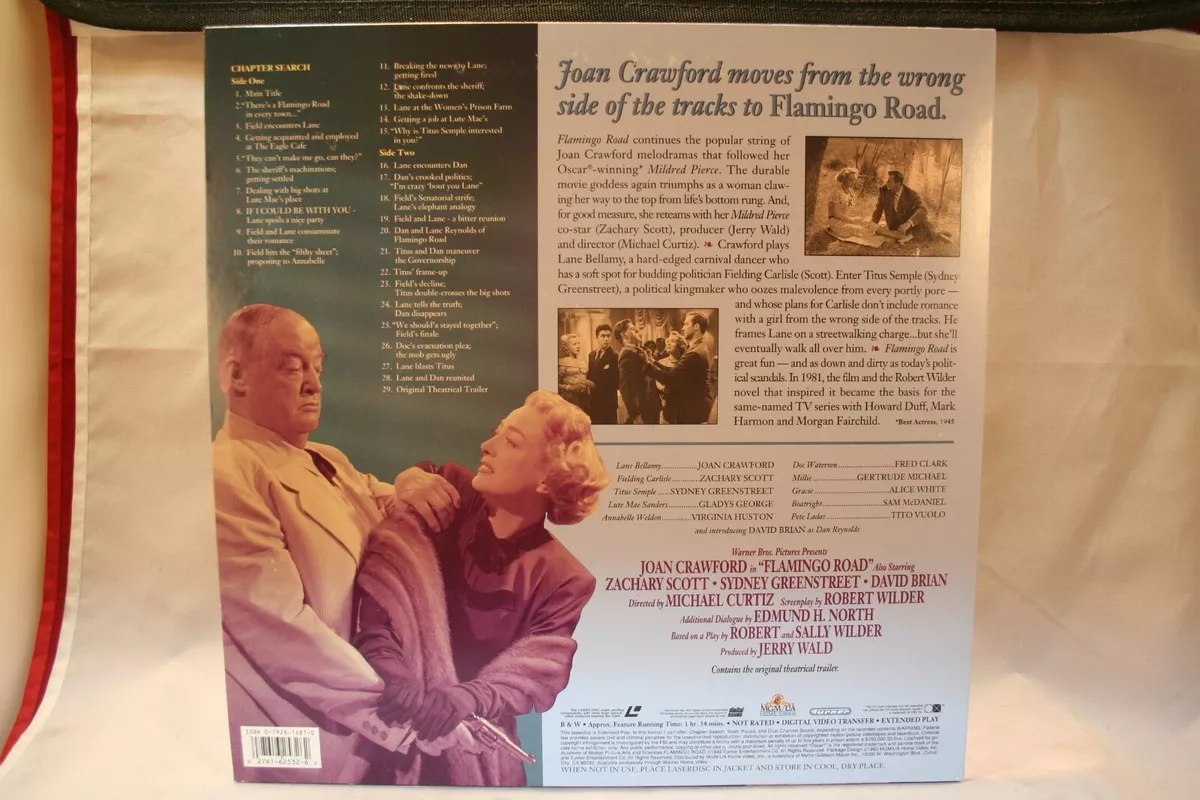 CHAPTER SEARCH
Side One
1. Main Title
2. "There's a Flamingo Road
in every town..."
3. Field encounters Lane
4. Getting acquainted and employed
at The Eagle Cafe
5. "They can't make me go, can they?"
6. The sheriff's machinations;
getting settled
7. Dealing with big shots at
Lute Mae's place
8. IF I COULD BE WITH YOU -
Lane spoils a nice party
9. Field and Lane consummate
their romance
10. Field hits the "filthy sheet";
proposing to Annabelle
11. Breaking the news to Lane;
getting fired
12. Lane confronts the sheriff;
the shake-down
13. Lane at the Women's Prison Farm
14. Getting a job at Lute Mae's
15. "Why is Titus Semple interested
in you?"
Side Two
16. Lane encounters Dan
17. Dan's crooked politics;
"I'm crazy 'bout you Lane"
18. Field's Senatorial strife;
Lane's elephant analogy
19. Field and Lane - a bitter reunion
20. Dan and Lane Reynolds of
Flamingo Road
21. Titus and Dan maneuver
the Governorship
22. Titus' frame-up
23. Field's decline;
Titus double-crosses the big shots
24. Lane tells the truth;
Dan disappears
25. "We should's stayed together";
Field's finale
26. Doc's evacuation plea;
the mob gets ugly
27. Lane blasts Titus
28. Lane and Dan reunited
29. Original Theatrical Trailer
Joan Crawford moves from the wrong
side of the tracks to Flamingo Road.
Flamingo Road continues the popular string of
Joan Crawford melodramas that followed her
Oscar®-winning* Mildred Pierce. The durable
movie goddess again triumphs as a woman claw-
ing her way to the top from life's bottom rung. And,
for good measure, she reteams with her Mildred Pierce
co-star (Zachary Scott), producer (Jerry Wald)
and director (Michael Curtiz). ❧ Crawford plays
Lane Bellamy, a hard-edged carnival dancer who
has a soft spot for budding politician Fielding Carlisle (Scott). Enter Titus Semple (Sydney
Greenstreet), a political kingmaker who oozes malevolence from every portly pore —
and whose plans for Carlisle don't include romance
with a girl from the wrong side of the tracks. He
frames Lane on a streetwalking charge...but she'll
eventually walk all over him. ❧ Flamingo Road is
great fun — and as down and dirty as today's polit-
ical scandals. In 1981, the film and the Robert Wilder
novel that inspired it became the basis for the
same-named TV series with Howard Duff, Mark
Harmon and Morgan Fairchild. *Best Actress, 1945
Lane Bellamy..............JOAN CRAWFORD
Fielding Carlisle...........ZACHARY SCOTT
Titus Semple.....SYDNEY GREENSTREET
Lute Mae Sanders......GLADYS GEORGE
Annabelle Weldon..........VIRGINIA HUSTON
Doc Waterson....................FRED CLARK
Millie................GERTRUDE MICHAEL
Gracie............................ALICE WHITE
Boatright.......................SAM McDANIEL
Pete Ladas........................TITO VUOLO
and introducing DAVID BRIAN as Dan Reynolds
Warner Bros. Pictures Presents
JOAN CRAWFORD in "FLAMINGO ROAD" Also Starring
ZACHARY SCOTT • SYDNEY GREENSTREET • DAVID BRIAN
Directed by MICHAEL CURTIZ Screenplay by ROBERT WILDER
Additional Dialogue by EDMUND H. NORTH
Based on a Play by ROBERT and SALLY WILDER
Produced by JERRY WALD
Contains the original theatrical trailer.
MGM/UA
HOME VIDEO
TURNER
B & W • Approx. Feature Running Time: 1 hr. 34 mins. • NOT RATED • DIGITAL VIDEO TRANSFER • EXTENDED PLAY
WHEN NOT IN USE, PLACE LASERDISC IN JACKET AND STORE IN COOL, DRY PLACE.
ISBN 0-7928-1687-0
2761-62552-6